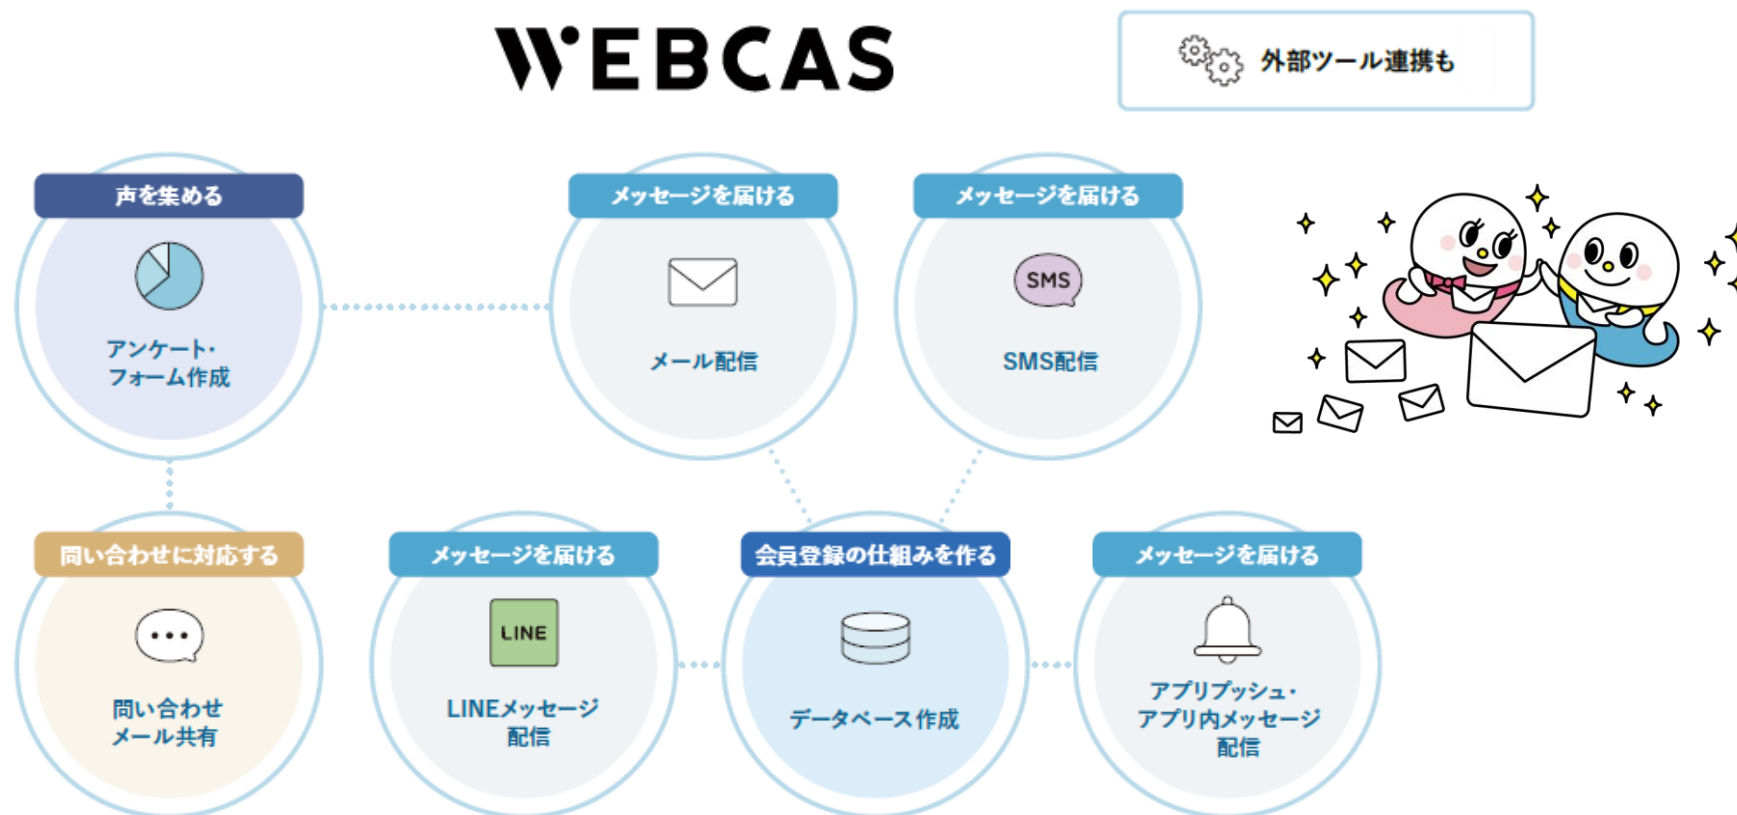 WEBCAS
外部ツール連携も
声を集める
アンケート・
フォーム作成
メッセージを届ける
メール配信
メッセージを届ける
SMS
SMS配信
問い合わせに対応する
問い合わせ
メール共有
メッセージを届ける
LINE
LINEメッセージ
配信
会員登録の仕組みを作る
データベース作成
メッセージを届ける
アプリプッシュ・
アプリ内メッセージ
配信